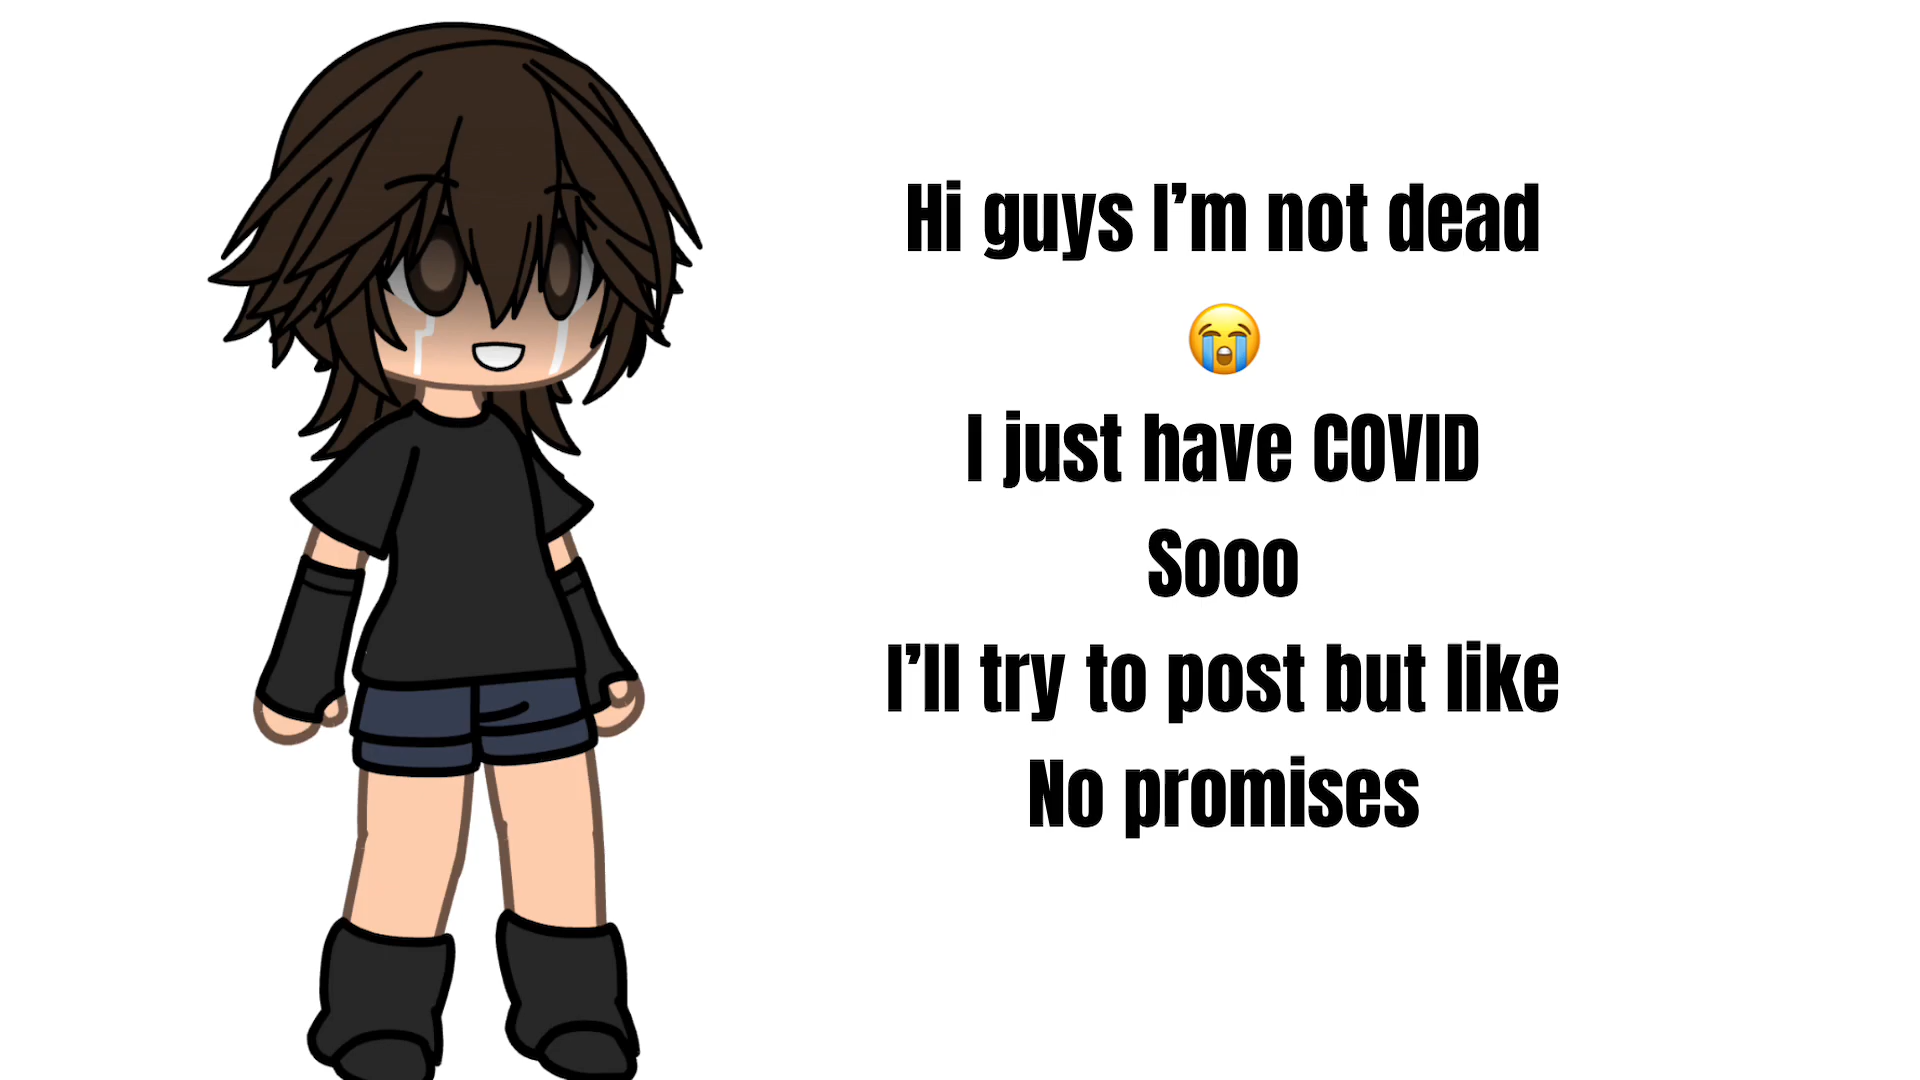 Hi guys I’m not dead
😭
I just have COVID
Sooo
I’ll try to post but like
No promises